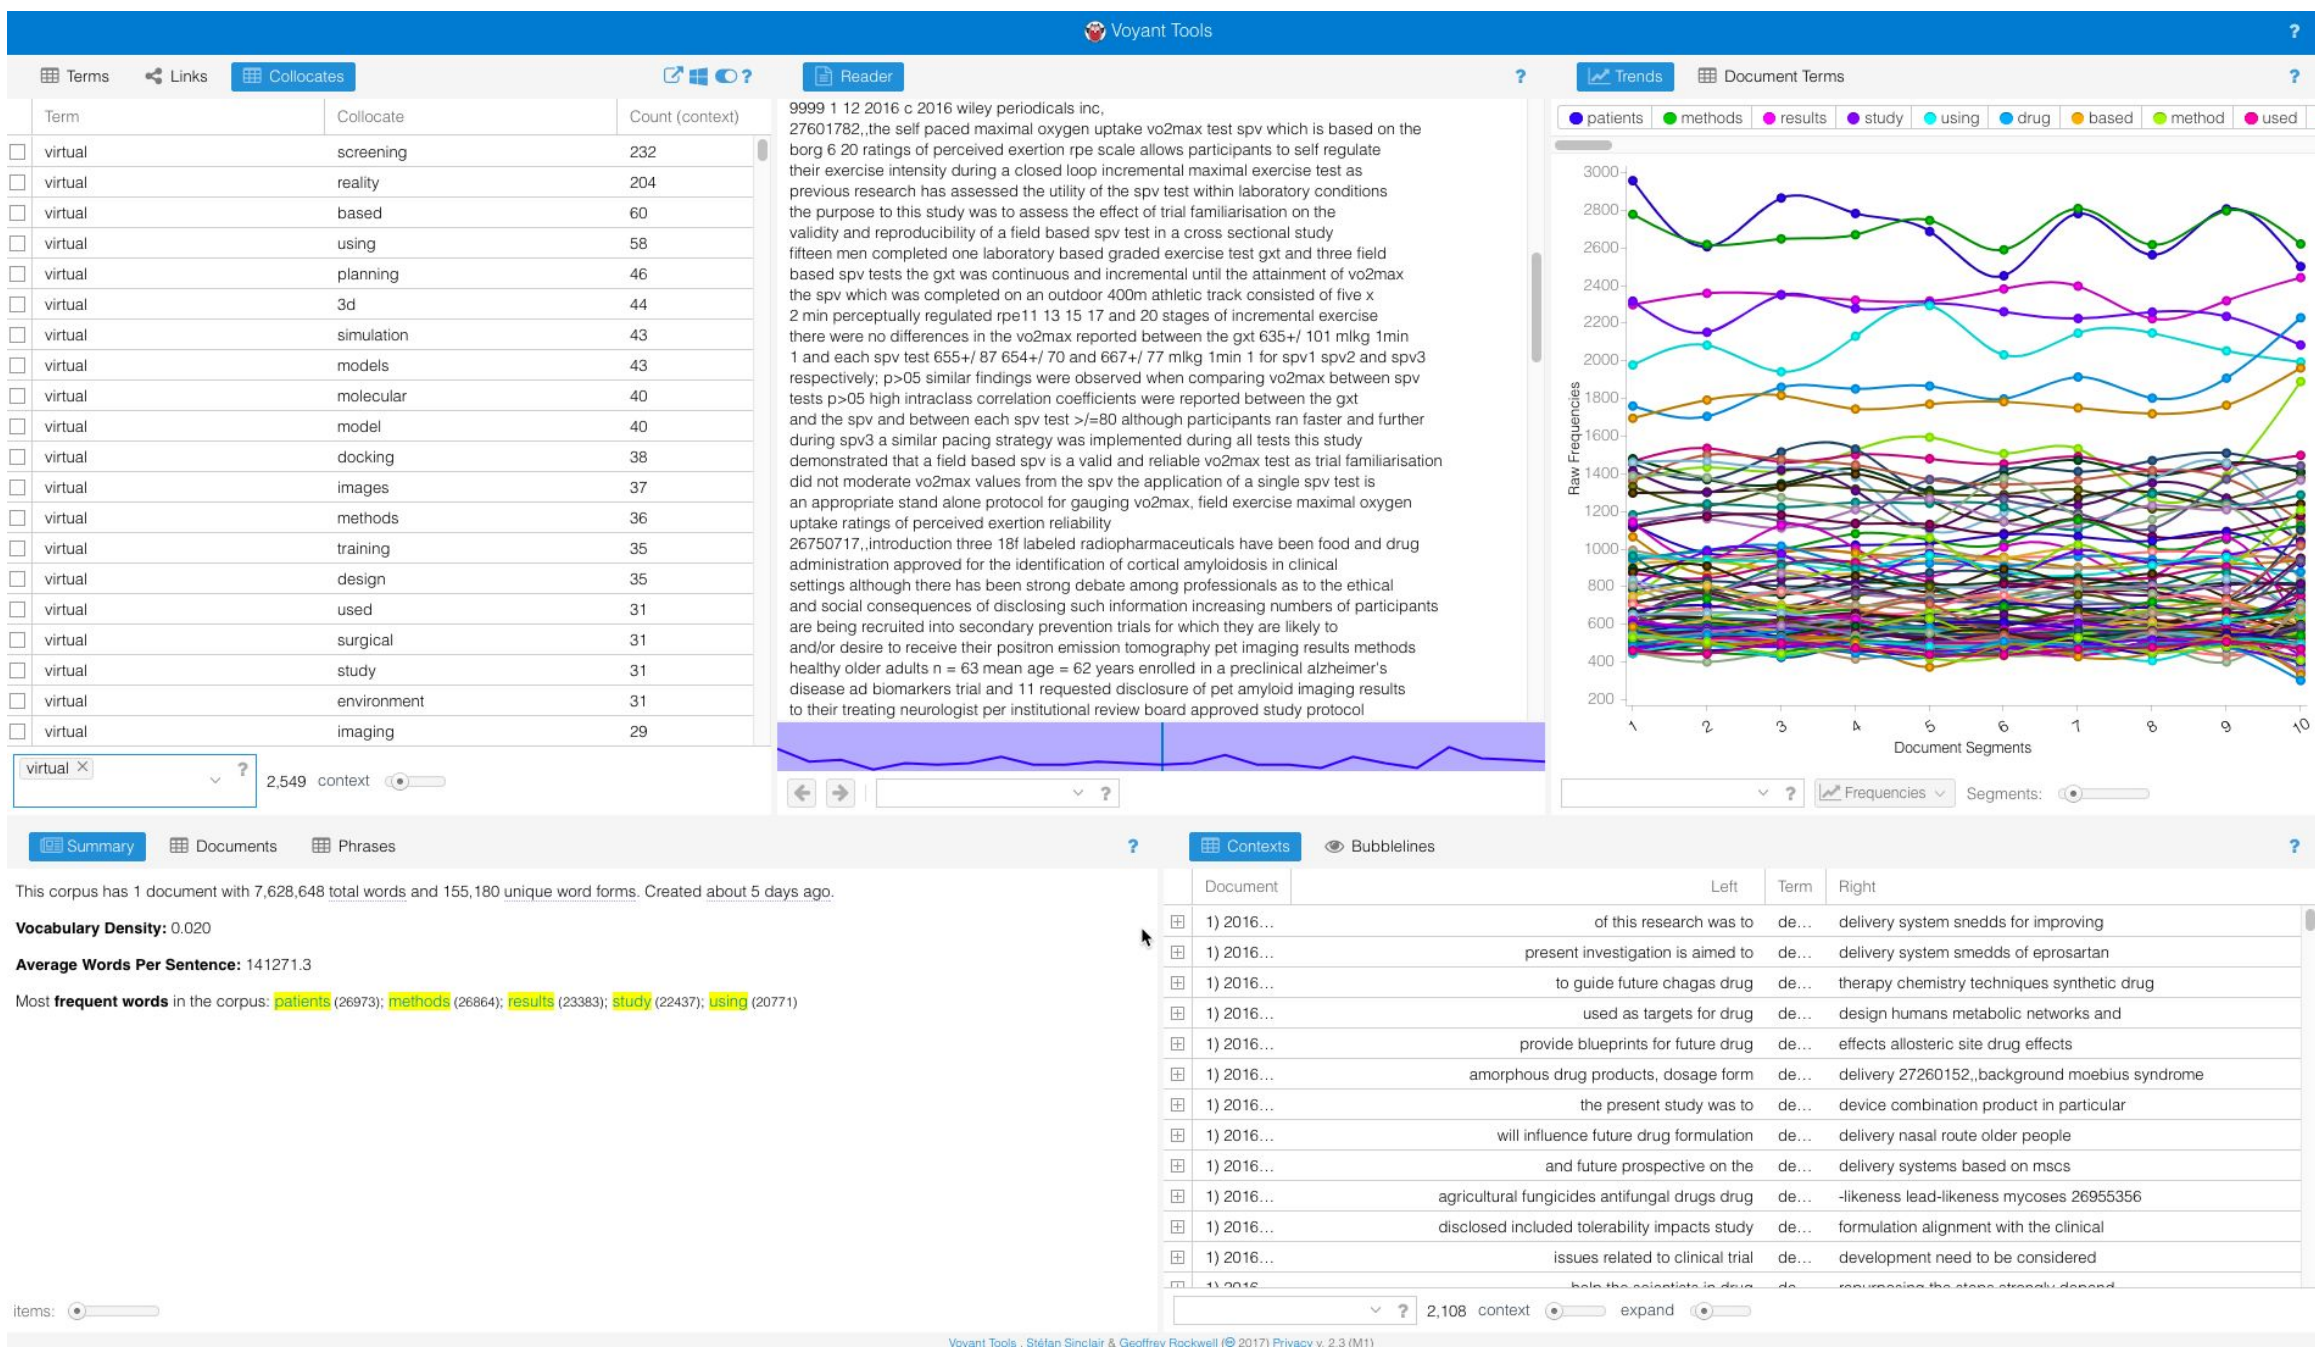 Voyant Tools ?
Terms Links Collocates ?
Term Collocate Count (context)
virtual screening 232
virtual reality 204
virtual based 60
virtual using 58
virtual planning 46
virtual 3d 44
virtual simulation 43
virtual models 43
virtual molecular 40
virtual model 40
virtual docking 38
virtual images 37
virtual methods 36
virtual training 35
virtual design 35
virtual used 31
virtual surgical 31
virtual study 31
virtual environment 31
virtual imaging 29
virtual × ? 2,549 context
Reader ?
9999 1 12 2016 c 2016 wiley periodicals inc,
27601782,,the self paced maximal oxygen uptake vo2max test spv which is based on the
borg 6 20 ratings of perceived exertion rpe scale allows participants to self regulate
their exercise intensity during a closed loop incremental maximal exercise test as
previous research has assessed the utility of the spv test within laboratory conditions
the purpose to this study was to assess the effect of trial familiarisation on the
validity and reproducibility of a field based spv test in a cross sectional study
fifteen men completed one laboratory based graded exercise test gxt and three field
based spv tests the gxt was continuous and incremental until the attainment of vo2max
the spv which was completed on an outdoor 400m athletic track consisted of five x
2 min perceptually regulated rpe11 13 15 17 and 20 stages of incremental exercise
there were no differences in the vo2max reported between the gxt 635+/ 101 mlkg 1min
1 and each spv test 655+/ 87 654+/ 70 and 667+/ 77 mlkg 1min 1 for spv1 spv2 and spv3
respectively; p>05 similar findings were observed when comparing vo2max between spv
tests p>05 high intraclass correlation coefficients were reported between the gxt
and the spv and between each spv test >/=80 although participants ran faster and further
during spv3 a similar pacing strategy was implemented during all tests this study
demonstrated that a field based spv is a valid and reliable vo2max test as trial familiarisation
did not moderate vo2max values from the spv the application of a single spv test is
an appropriate stand alone protocol for gauging vo2max, field exercise maximal oxygen
uptake ratings of perceived exertion reliability
26750717,,introduction three 18f labeled radiopharmaceuticals have been food and drug
administration approved for the identification of cortical amyloidosis in clinical
settings although there has been strong debate among professionals as to the ethical
and social consequences of disclosing such information increasing numbers of participants
are being recruited into secondary prevention trials for which they are likely to
and/or desire to receive their positron emission tomography pet imaging results methods
healthy older adults n = 63 mean age = 62 years enrolled in a preclinical alzheimer's
disease ad biomarkers trial and 11 requested disclosure of pet amyloid imaging results
to their treating neurologist per institutional review board approved study protocol
?
Trends Document Terms ?
patients methods results study using drug based method used
3000
2800
2600
2400
2200
2000
1800
1600
1400
1200
1000
800
600
400
200
Raw Frequencies
1 2 3 4 5 6 7 8 9 10
Document Segments
? Frequencies Segments:
Summary Documents Phrases ?
This corpus has 1 document with 7,628,648 total words and 155,180 unique word forms. Created about 5 days ago.
Vocabulary Density: 0.020
Average Words Per Sentence: 141271.3
Most frequent words in the corpus: patients (26973); methods (26864); results (23383); study (22437); using (20771)
items:
Contexts Bubblelines ?
Document Left Term Right
1) 2016... of this research was to de... delivery system snedds for improving
1) 2016... present investigation is aimed to de... delivery system smedds of eprosartan
1) 2016... to guide future chagas drug de... therapy chemistry techniques synthetic drug
1) 2016... used as targets for drug de... design humans metabolic networks and
1) 2016... provide blueprints for future drug de... effects allosteric site drug effects
1) 2016... amorphous drug products, dosage form de... delivery 27260152,,background moebius syndrome
1) 2016... the present study was to de... device combination product in particular
1) 2016... will influence future drug formulation de... delivery nasal route older people
1) 2016... and future prospective on the de... delivery systems based on mscs
1) 2016... agricultural fungicides antifungal drugs drug de... -likeness lead-likeness mycoses 26955356
1) 2016... disclosed included tolerability impacts study de... formulation alignment with the clinical
1) 2016... issues related to clinical trial de... development need to be considered
1) 2016 help the scientists in drug de repurposing the steps strongly depend
? 2,108 context expand
Voyant Tools , Stéfan Sinclair & Geoffrey Rockwell (© 2017) Privacy v. 2.3 (M1)